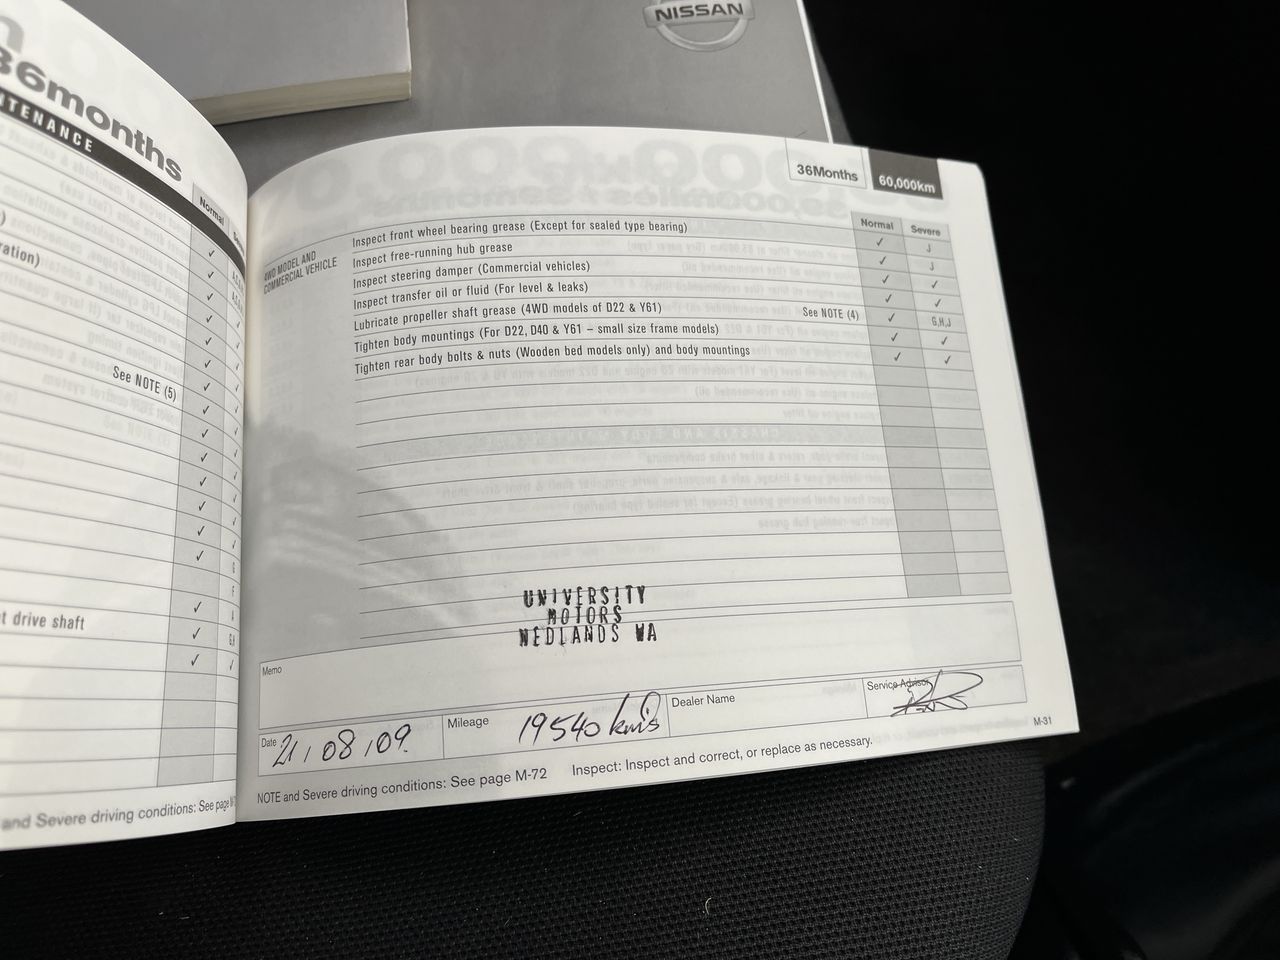 NISSAN
36months
NTENANCE
Normal
ration)
See NOTE (5)
t drive shaft
and Severe driving conditions: See page M-7
36Months
60,000km
Normal
Severe
4WD MODEL AND
COMMERCIAL VEHICLE
Inspect front wheel bearing grease (Except for sealed type bearing) ✓ J
Inspect free-running hub grease ✓ J
Inspect steering damper (Commercial vehicles) ✓ ✓
Inspect transfer oil or fluid (For level & leaks) ✓ ✓
Lubricate propeller shaft grease (4WD models of D22 & Y61) See NOTE (4) ✓ G,H,J
Tighten body mountings (For D22, D40 & Y61 – small size frame models) ✓ ✓
Tighten rear body bolts & nuts (Wooden bed models only) and body mountings ✓ ✓
UNIVERSITY
MOTORS
NEDLANDS WA
Memo
Date 21/08/09 Mileage 19540 km's Dealer Name Service Advisor
M-31
NOTE and Severe driving conditions: See page M-72 Inspect: Inspect and correct, or replace as necessary.